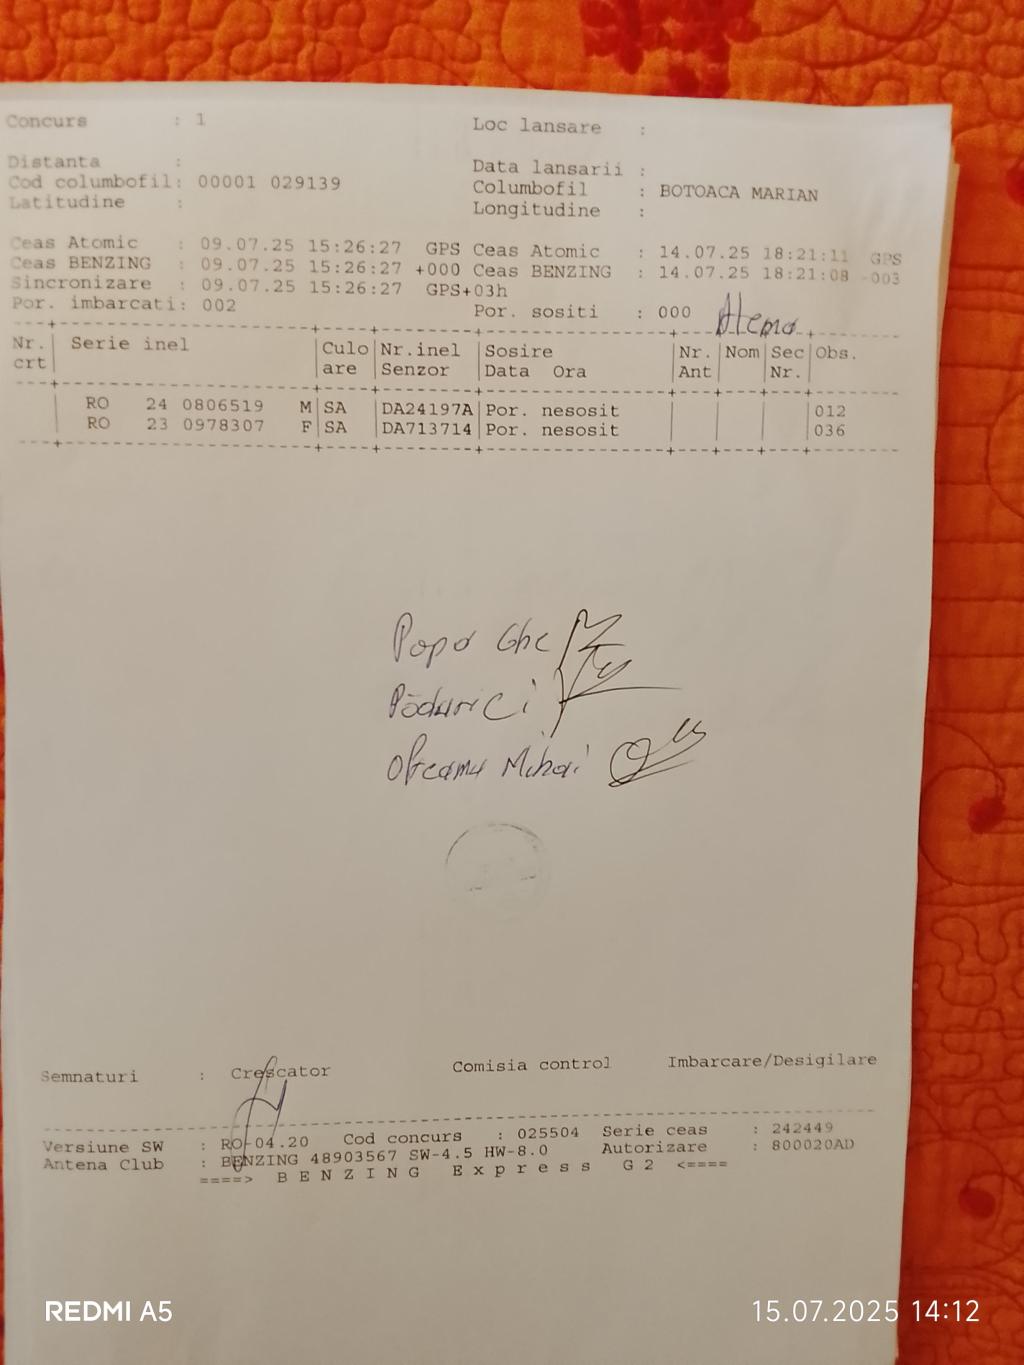 Concurs : 1 Loc lansare :
Distanta : Data lansarii :
Cod columbofil: 00001 029139 Columbofil : BOTOACA MARIAN
Latitudine : Longitudine :
Ceas Atomic : 09.07.25 15:26:27 GPS Ceas Atomic : 14.07.25 18:21:11 GPS
Ceas BENZING : 09.07.25 15:26:27 +000 Ceas BENZING : 14.07.25 18:21:08 -003
Sincronizare : 09.07.25 15:26:27 GPS+03h
Por. imbarcati: 002 Por. sositi : 000
Nr. crt Serie inel Culo are Nr.inel Senzor Sosire Data Ora Nr. Ant Nom Sec Nr. Obs.
RO 24 0806519 M SA DA24197A Por. nesosit 012
RO 23 0978307 F SA DA713714 Por. nesosit 036
Popa Ghe
Mihai
Semnaturi : Crescator Comisia control Imbarcare/Desigilare
Versiune SW : RO-04.20 Cod concurs : 025504 Serie ceas : 242449
Antena Club : BENZING 48903567 SW-4.5 HW-8.0 Autorizare : 800020AD
====> B E N Z I N G E x p r e s s G 2 <====
REDMI A5 15.07.2025 14:12